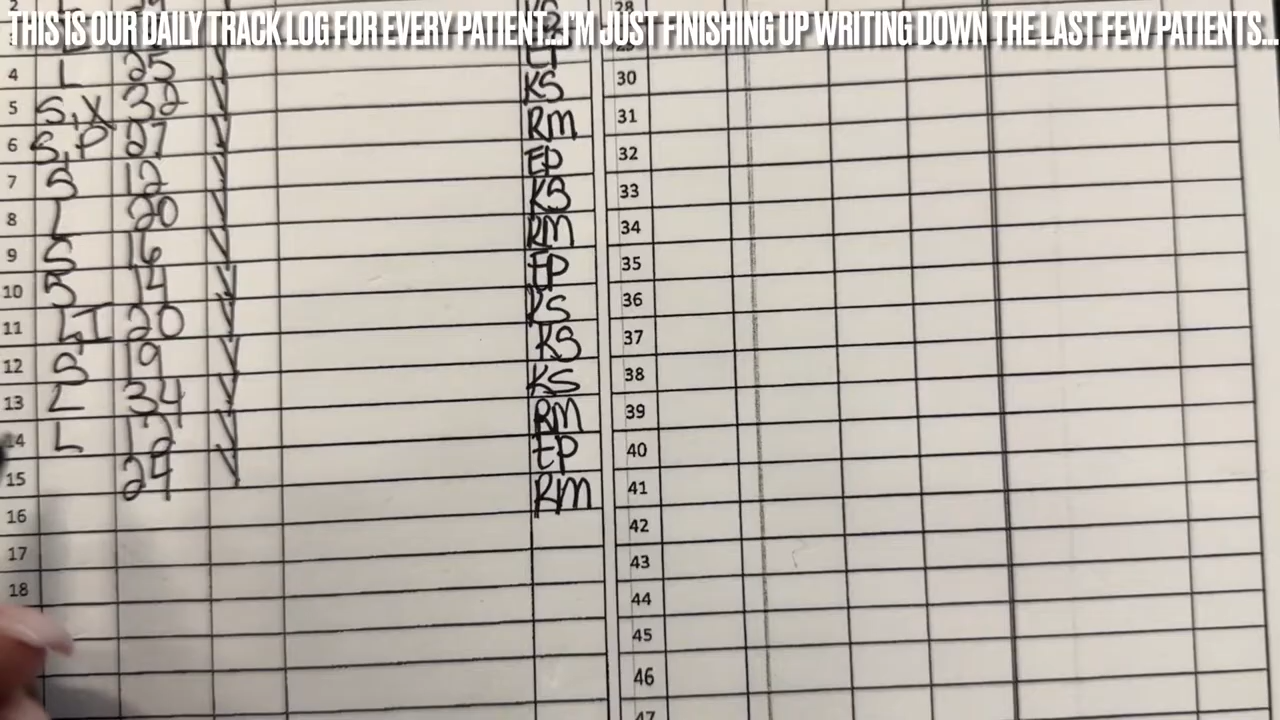 THIS IS OUR DAILY TRACK LOG FOR EVERY PATIENT...I'M JUST FINISHING UP WRITING DOWN THE LAST FEW PATIENTS...
4 L 25 √ KS 30
5 S,X 32 √ RM 31
6 S,P 27 √ EP 32
7 S 12 √ KS 33
8 L 20 √ RM 34
9 S 16 √ EP 35
10 S 14 √ KS 36
11 L,I 20 √ KS 37
12 S 19 √ KS 38
13 L 34 √ RM 39
14 L 12 √ EP 40
15 24 √ RM 41
16 42
17 43
18 44
45
46
47